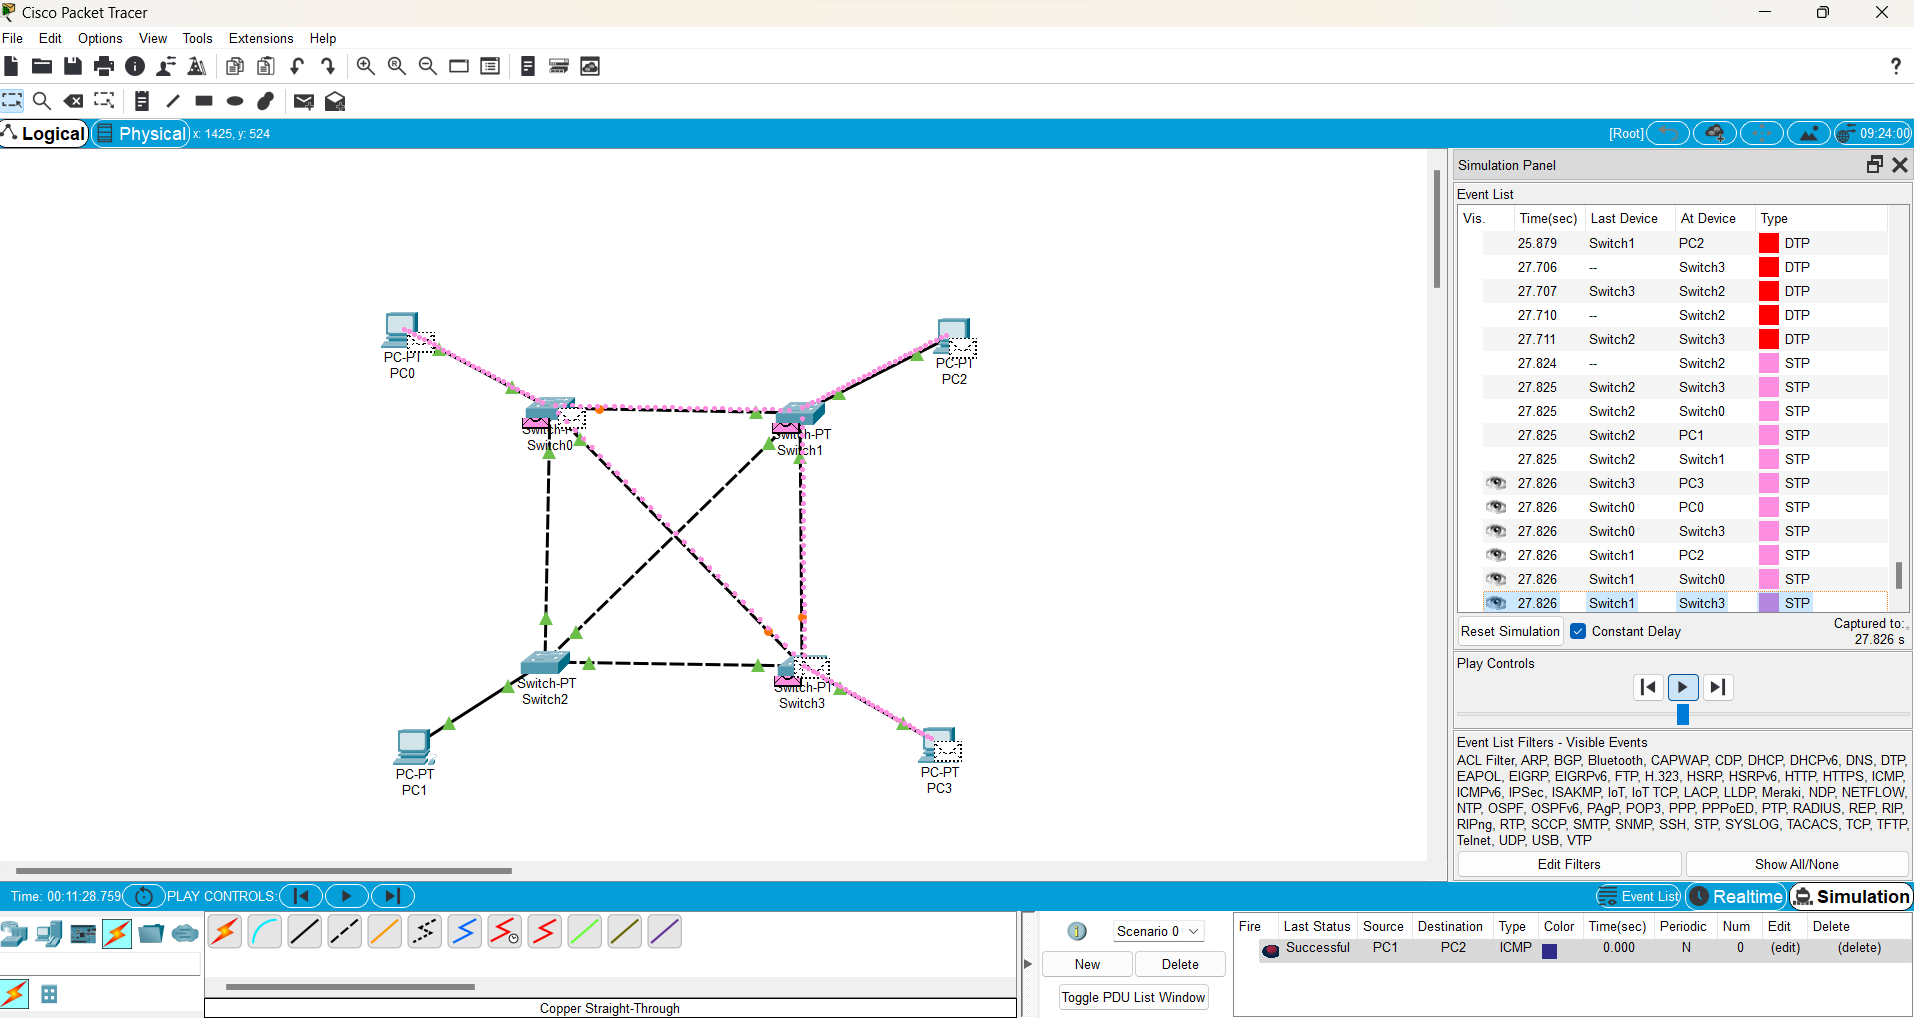 Cisco Packet Tracer
File Edit Options View Tools Extensions Help
Logical Physical x: 1425, y: 524 [Root] 09:24:00
Simulation Panel
Event List
Vis. Time(sec) Last Device At Device Type
25.879 Switch1 PC2 DTP
27.706 -- Switch3 DTP
27.707 Switch3 Switch2 DTP
27.710 -- Switch2 DTP
27.711 Switch2 Switch3 DTP
27.824 -- Switch2 STP
27.825 Switch2 Switch3 STP
27.825 Switch2 Switch0 STP
27.825 Switch2 PC1 STP
27.825 Switch2 Switch1 STP
27.826 Switch3 PC3 STP
27.826 Switch0 PC0 STP
27.826 Switch0 Switch3 STP
27.826 Switch1 PC2 STP
27.826 Switch1 Switch0 STP
27.826 Switch1 Switch3 STP
Reset Simulation Constant Delay Captured to:
27.826 s
Play Controls
Event List Filters - Visible Events
ACL Filter, ARP, BGP, Bluetooth, CAPWAP, CDP, DHCP, DHCPv6, DNS, DTP,
EAPOL, EIGRP, EIGRPv6, FTP, H.323, HSRP, HSRPv6, HTTP, HTTPS, ICMP,
ICMPv6, IPSec, ISAKMP, IoT, IoT TCP, LACP, LLDP, Meraki, NDP, NETFLOW,
NTP, OSPF, OSPFv6, PAgP, POP3, PPP, PPPoED, PTP, RADIUS, REP, RIP,
RIPng, RTP, SCCP, SMTP, SNMP, SSH, STP, SYSLOG, TACACS, TCP, TFTP,
Telnet, UDP, USB, VTP
Edit Filters Show All/None
PC-PT
PC0
PC-PT
PC2
Switch-PT
Switch0
Switch-PT
Switch1
Switch-PT
Switch2
Switch-PT
Switch3
PC-PT
PC1
PC-PT
PC3
Time: 00:11:28.759 PLAY CONTROLS: Event List Realtime Simulation
Copper Straight-Through
Scenario 0
New Delete
Toggle PDU List Window
Fire Last Status Source Destination Type Color Time(sec) Periodic Num Edit Delete
Successful PC1 PC2 ICMP 0.000 N 0 (edit) (delete)